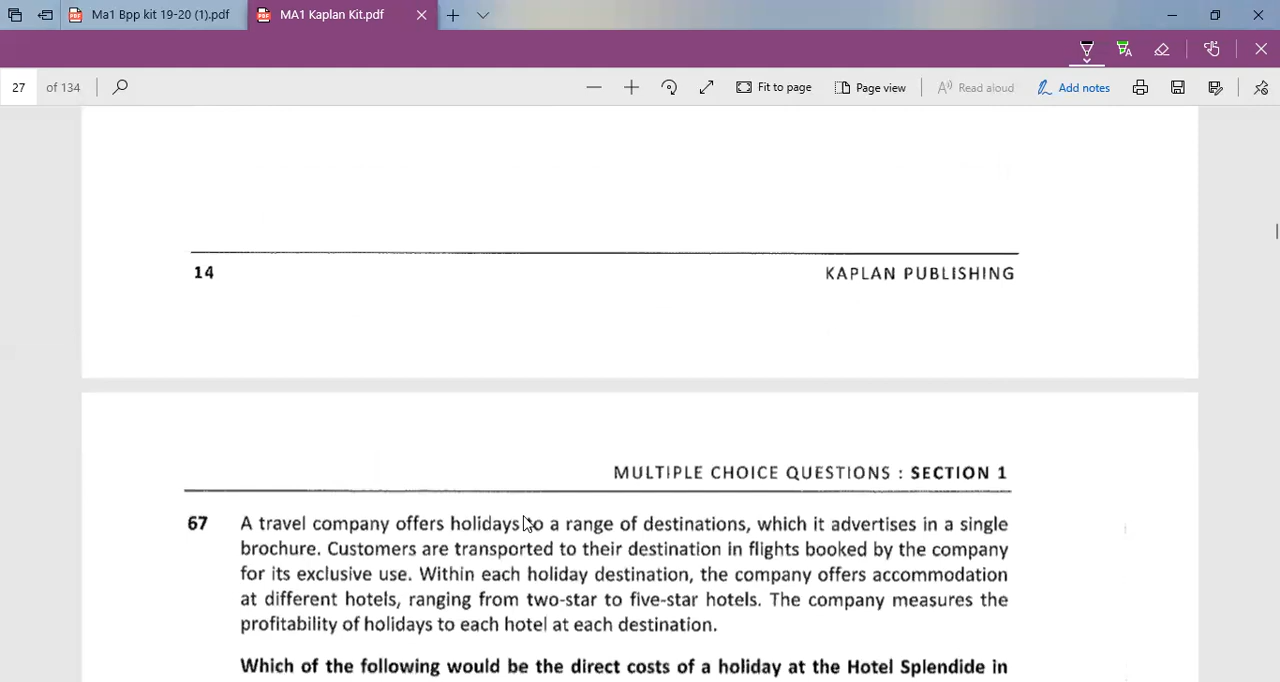 Ma1 Bpp kit 19-20 (1).pdf
MA1 Kaplan Kit.pdf
27 of 134
Fit to page
Page view
Read aloud
Add notes
14
KAPLAN PUBLISHING
MULTIPLE CHOICE QUESTIONS : SECTION 1
67 A travel company offers holidays to a range of destinations, which it advertises in a single
brochure. Customers are transported to their destination in flights booked by the company
for its exclusive use. Within each holiday destination, the company offers accommodation
at different hotels, ranging from two-star to five-star hotels. The company measures the
profitability of holidays to each hotel at each destination.
Which of the following would be the direct costs of a holiday at the Hotel Splendide in